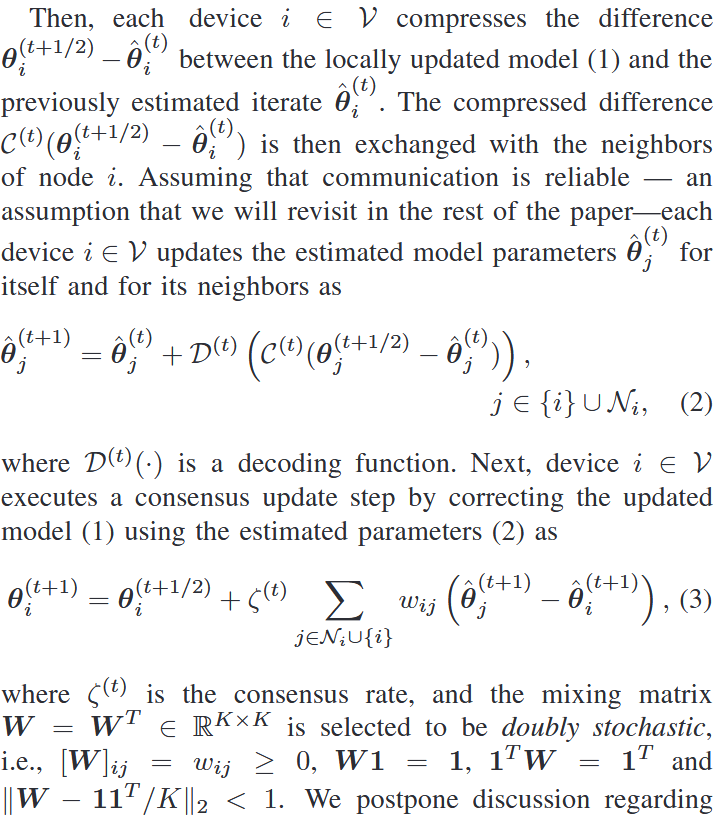 Then, each device $i \in \mathcal{V}$ compresses the difference
$\boldsymbol{\theta}_i^{(t+1/2)} - \hat{\boldsymbol{\theta}}_i^{(t)}$ between the locally updated model (1) and the
previously estimated iterate $\hat{\boldsymbol{\theta}}_i^{(t)}$. The compressed difference
$\mathcal{C}^{(t)}(\boldsymbol{\theta}_i^{(t+1/2)} - \hat{\boldsymbol{\theta}}_i^{(t)})$ is then exchanged with the neighbors
of node $i$. Assuming that communication is reliable — an
assumption that we will revisit in the rest of the paper—each
device $i \in \mathcal{V}$ updates the estimated model parameters $\hat{\boldsymbol{\theta}}_j^{(t)}$ for
itself and for its neighbors as
$\hat{\boldsymbol{\theta}}_j^{(t+1)} = \hat{\boldsymbol{\theta}}_j^{(t)} + \mathcal{D}^{(t)}\left(\mathcal{C}^{(t)}(\boldsymbol{\theta}_j^{(t+1/2)} - \hat{\boldsymbol{\theta}}_j^{(t)})\right),$
$j \in \{i\} \cup \mathcal{N}_i, \quad (2)$
where $\mathcal{D}^{(t)}(\cdot)$ is a decoding function. Next, device $i \in \mathcal{V}$
executes a consensus update step by correcting the updated
model (1) using the estimated parameters (2) as
$\boldsymbol{\theta}_i^{(t+1)} = \boldsymbol{\theta}_i^{(t+1/2)} + \zeta^{(t)} \sum_{j \in \mathcal{N}_i \cup \{i\}} w_{ij}\left(\hat{\boldsymbol{\theta}}_j^{(t+1)} - \hat{\boldsymbol{\theta}}_i^{(t+1)}\right), (3)$
where $\zeta^{(t)}$ is the consensus rate, and the mixing matrix
$\boldsymbol{W} = \boldsymbol{W}^T \in \mathbb{R}^{K \times K}$ is selected to be doubly stochastic,
i.e., $[\boldsymbol{W}]_{ij} = w_{ij} \geq 0$, $\boldsymbol{W}\mathbf{1} = \mathbf{1}$, $\mathbf{1}^T\boldsymbol{W} = \mathbf{1}^T$ and
$\|\boldsymbol{W} - \mathbf{1}\mathbf{1}^T/K\|_2 < 1$. We postpone discussion regarding